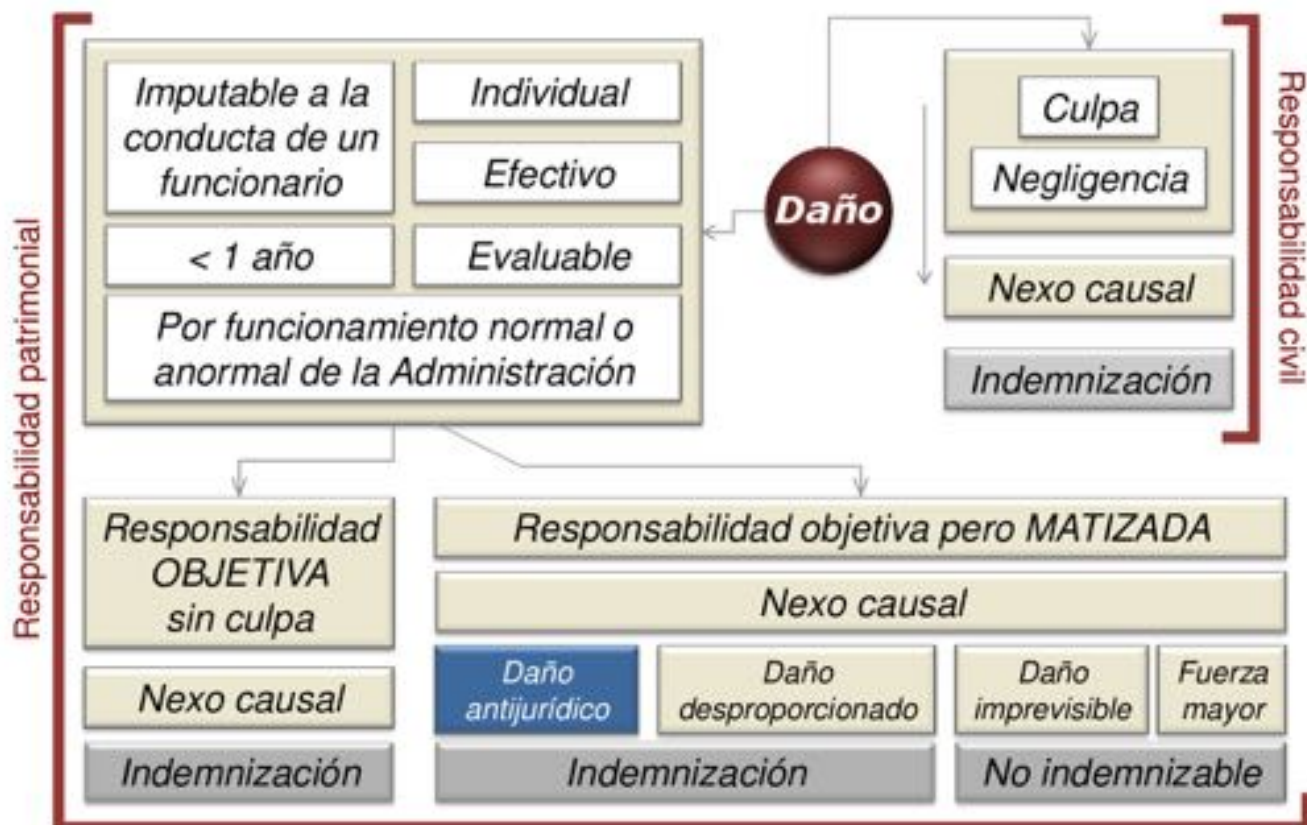 Responsabilidad patrimonial
Imputable a la
conducta de un
funcionario
Individual
Efectivo
< 1 año
Evaluable
Por funcionamiento normal o
anormal de la Administración
Daño
Culpa
Negligencia
Nexo causal
Indemnización
Responsabilidad civil
Responsabilidad
OBJETIVA
sin culpa
Nexo causal
Indemnización
Responsabilidad objetiva pero MATIZADA
Nexo causal
Daño
antijurídico
Daño
desproporcionado
Daño
imprevisible
Fuerza
mayor
Indemnización
No indemnizable